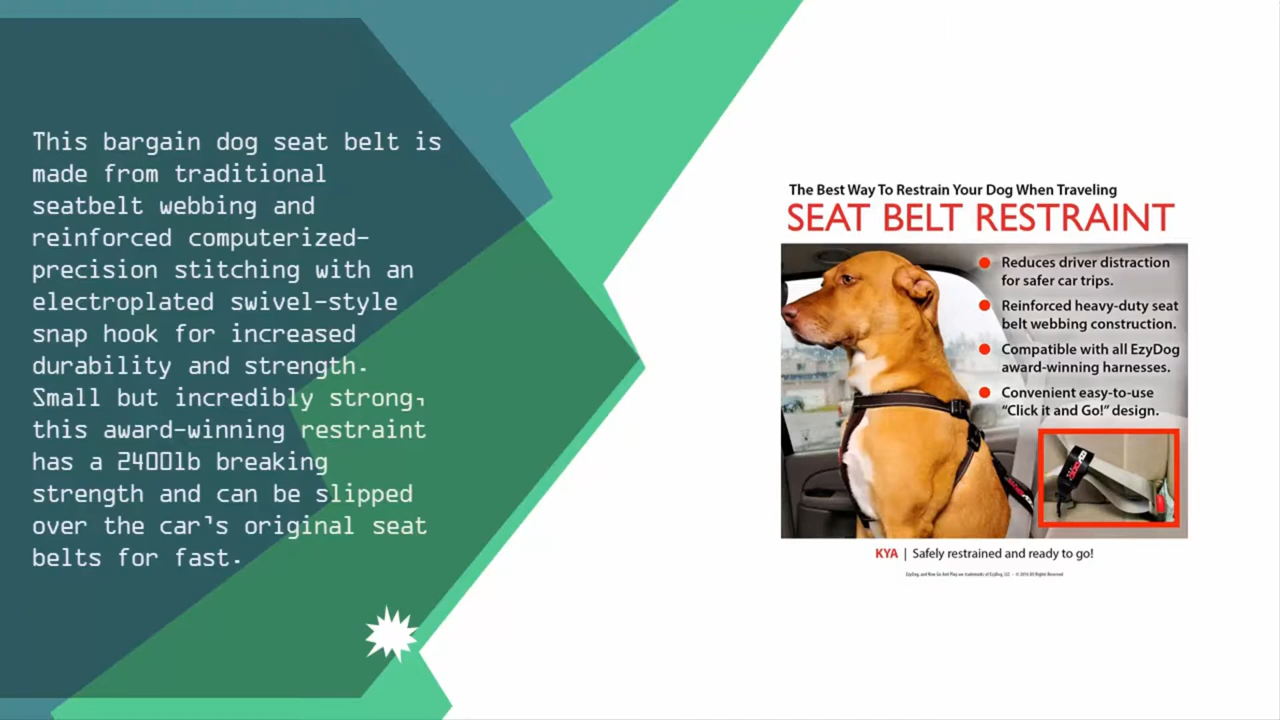 This bargain dog seat belt is
made from traditional
seatbelt webbing and
reinforced computerized-
precision stitching with an
electroplated swivel-style
snap hook for increased
durability and strength.
Small but incredibly strong,
this award-winning restraint
has a 2400lb breaking
strength and can be slipped
over the car's original seat
belts for fast.
The Best Way To Restrain Your Dog When Traveling
SEAT BELT RESTRAINT
Reduces driver distraction
for safer car trips.
Reinforced heavy-duty seat
belt webbing construction.
Compatible with all EzyDog
award-winning harnesses.
Convenient easy-to-use
“Click it and Go!” design.
KYA | Safely restrained and ready to go!